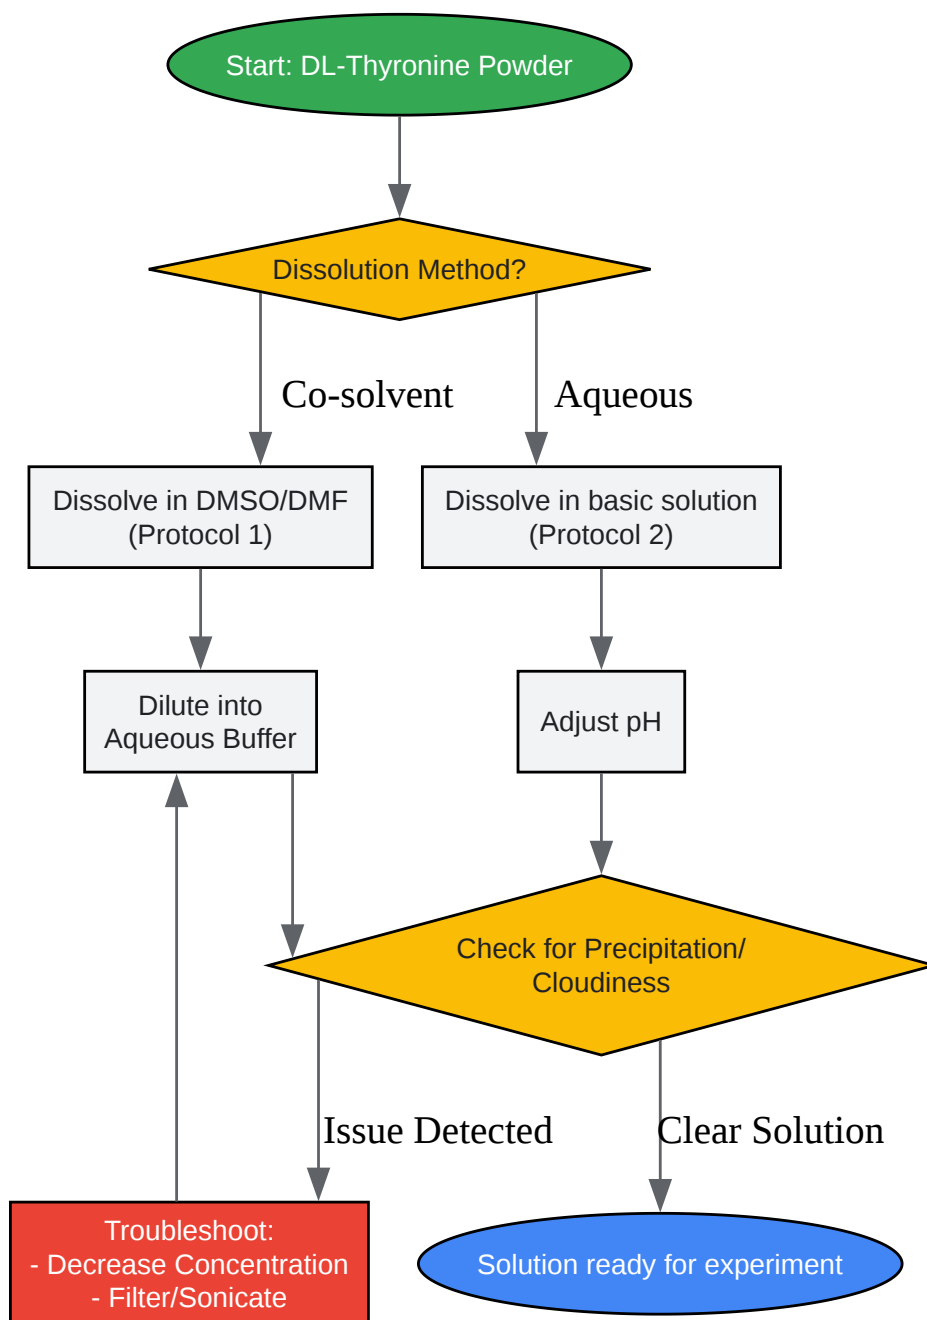 Start: DL-Thyronine Powder
Dissolution Method?
Co-solvent
Aqueous
Dissolve in DMSO/DMF
(Protocol 1)
Dissolve in basic solution
(Protocol 2)
Dilute into
Aqueous Buffer
Adjust pH
Check for Precipitation/
Cloudiness
Issue Detected
Clear Solution
Troubleshoot:
- Decrease Concentration
- Filter/Sonicate
Solution ready for experiment